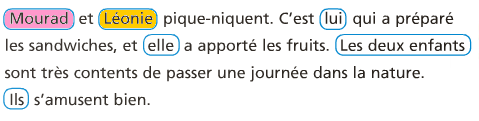 Mourad et Léonie pique-niquent. C'est lui qui a préparé
les sandwiches, et elle a apporté les fruits. Les deux enfants
sont très contents de passer une journée dans la nature.
Ils s'amusent bien.